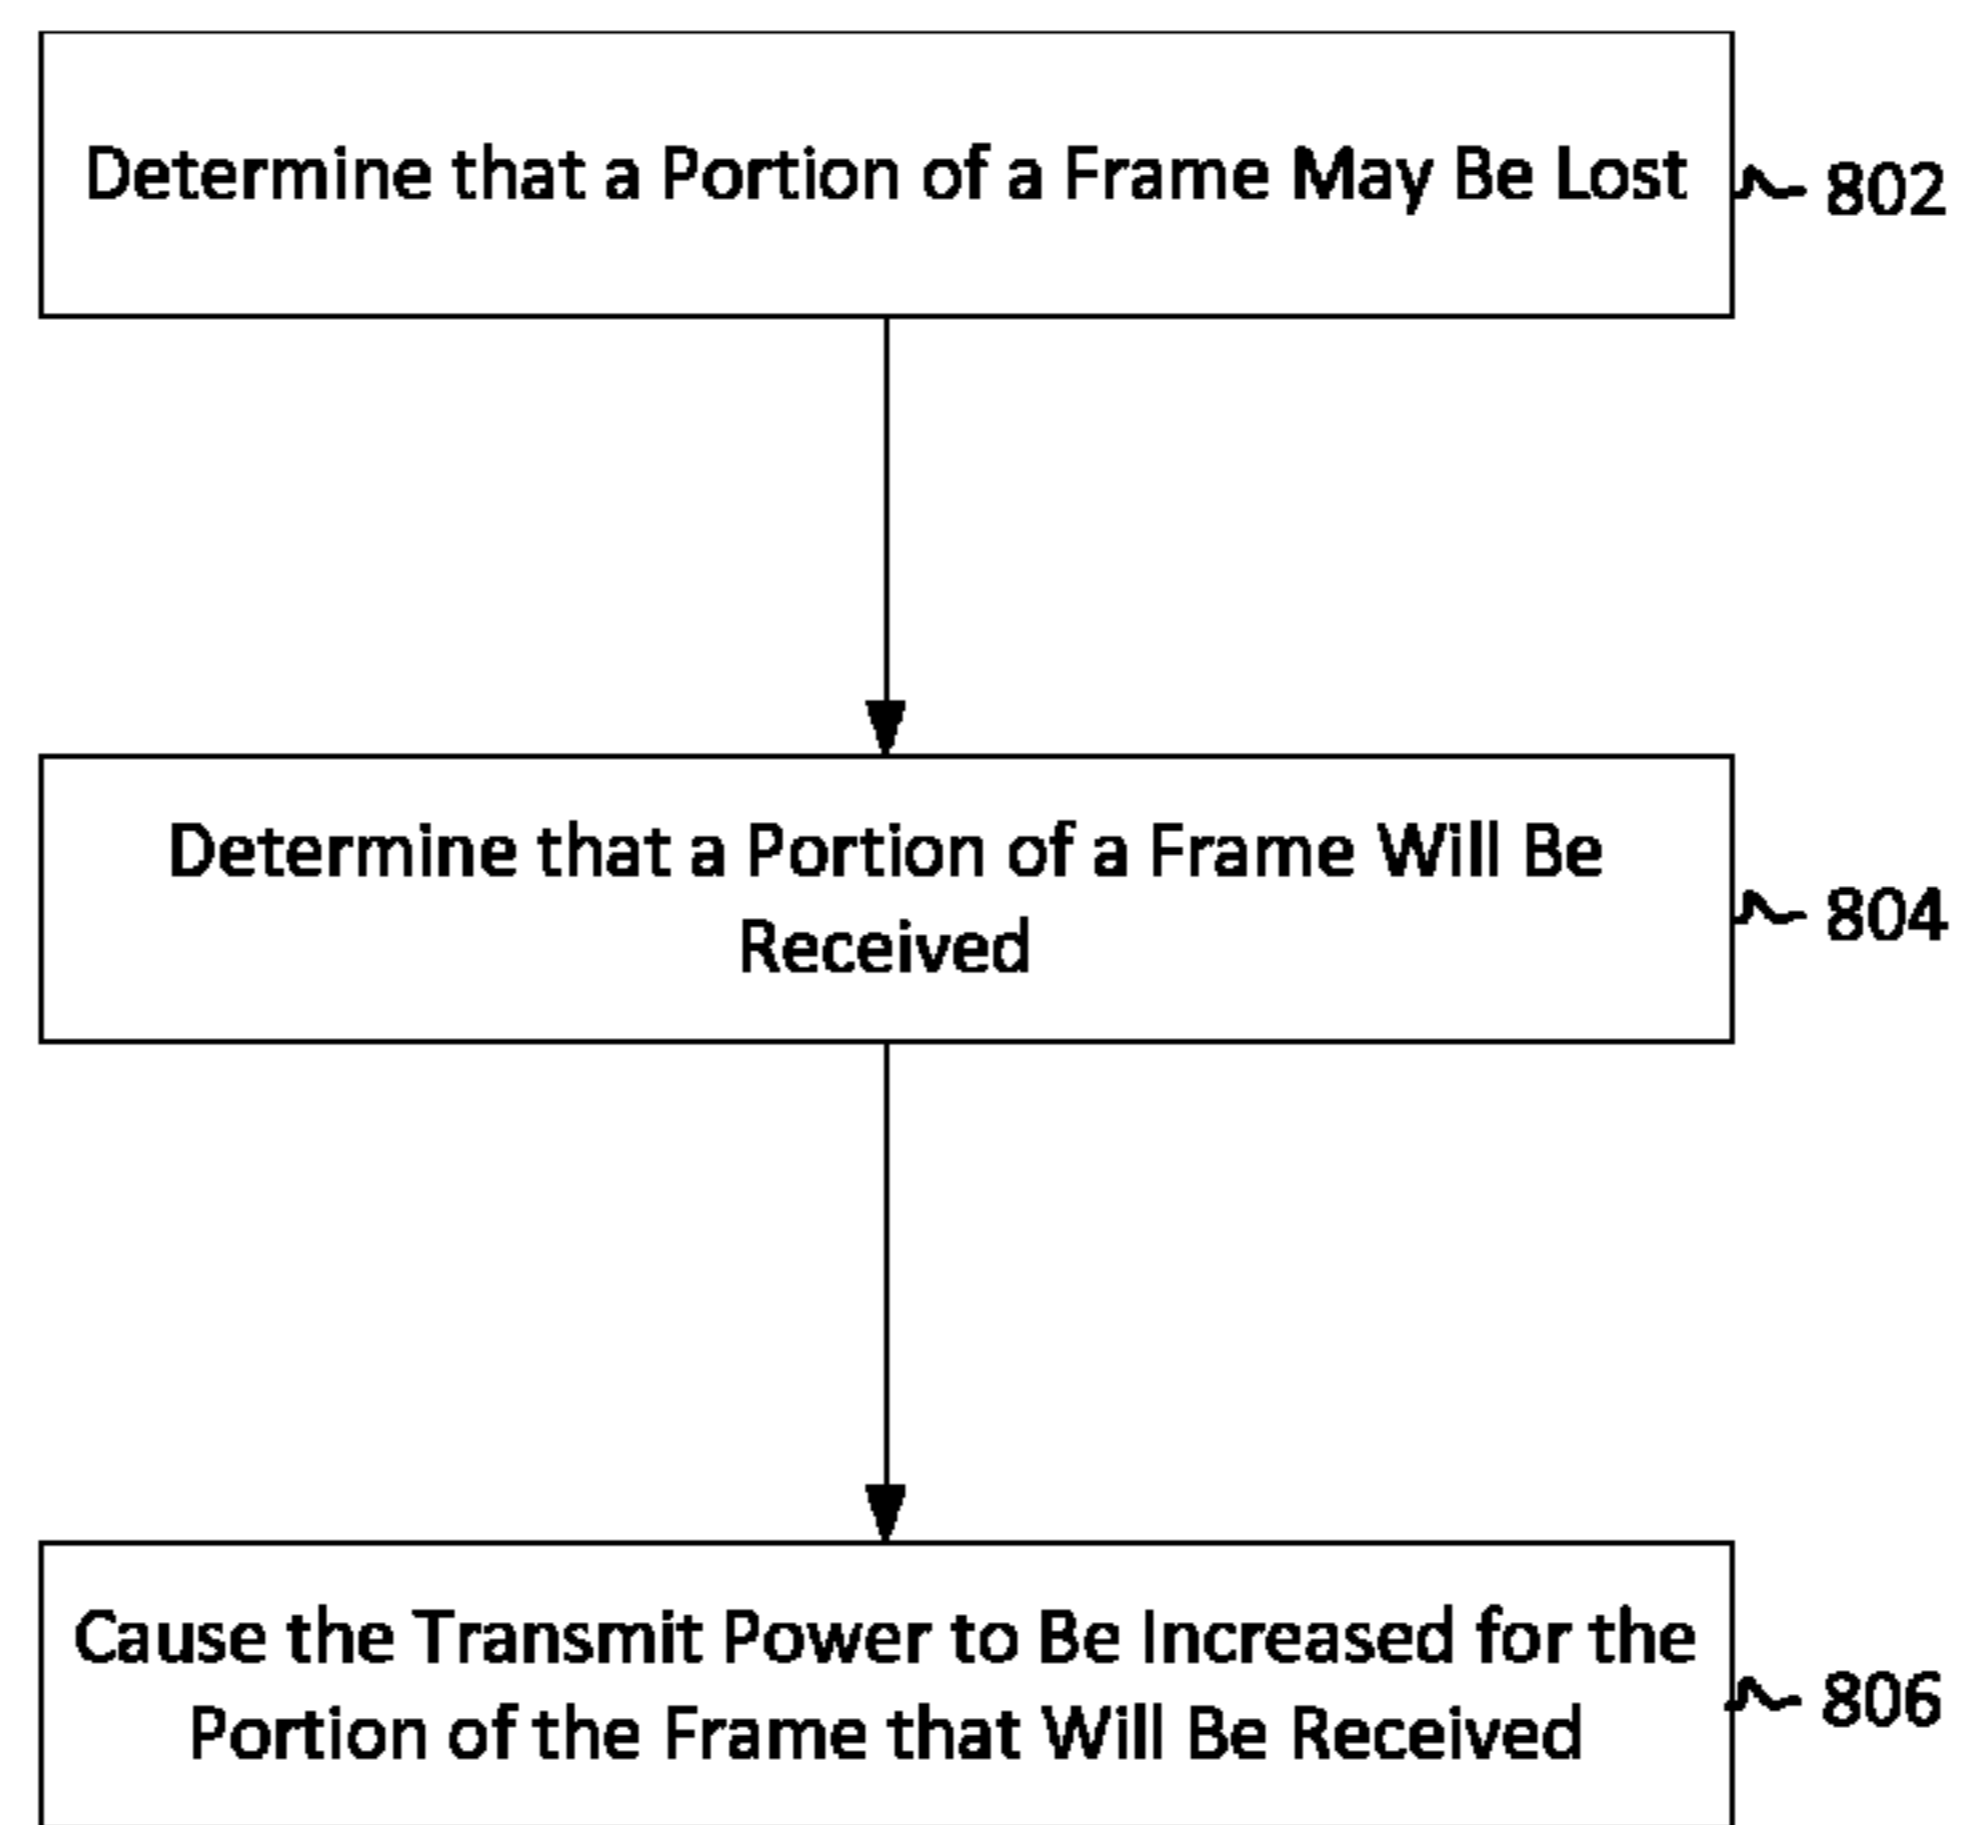 Determine that a Portion of a Frame May Be Lost
802
Determine that a Portion of a Frame Will Be
Received
804
Cause the Transmit Power to Be Increased for the
Portion of the Frame that Will Be Received
806